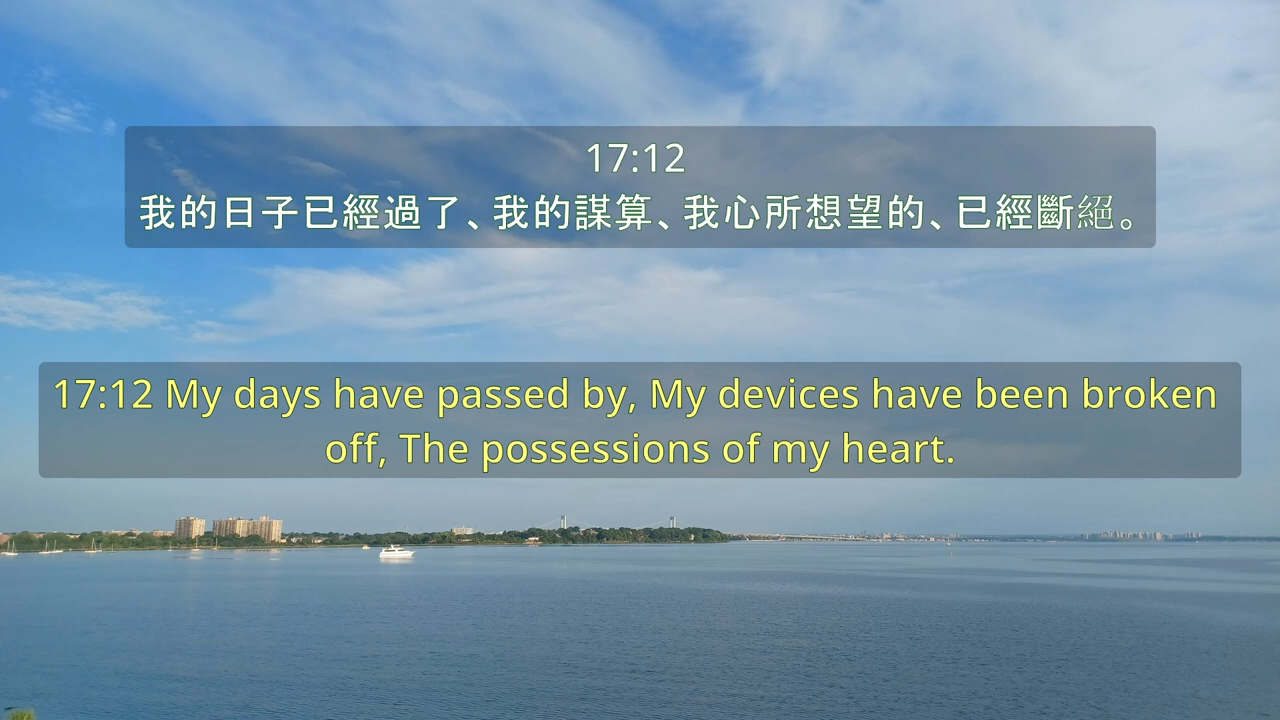 17:12
我的日子已經過了、我的謀算、我心所想望的、已經斷絕。
17:12 My days have passed by, My devices have been broken
off, The possessions of my heart.